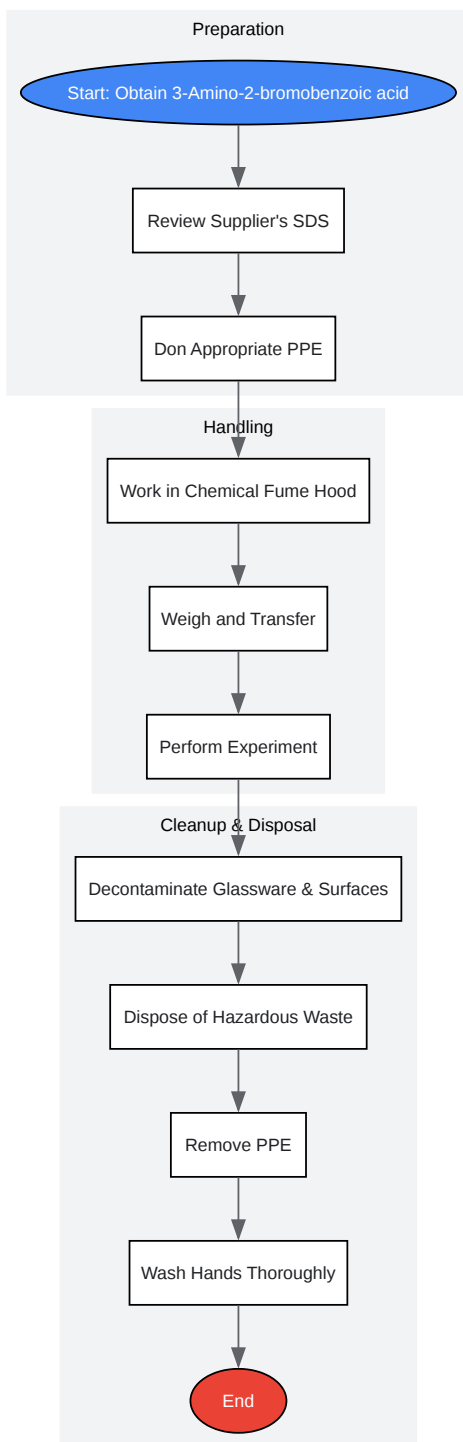 Preparation
Start: Obtain 3-Amino-2-bromobenzoic acid
Review Supplier's SDS
Don Appropriate PPE
Handling
Work in Chemical Fume Hood
Weigh and Transfer
Perform Experiment
Cleanup & Disposal
Decontaminate Glassware & Surfaces
Dispose of Hazardous Waste
Remove PPE
Wash Hands Thoroughly
End